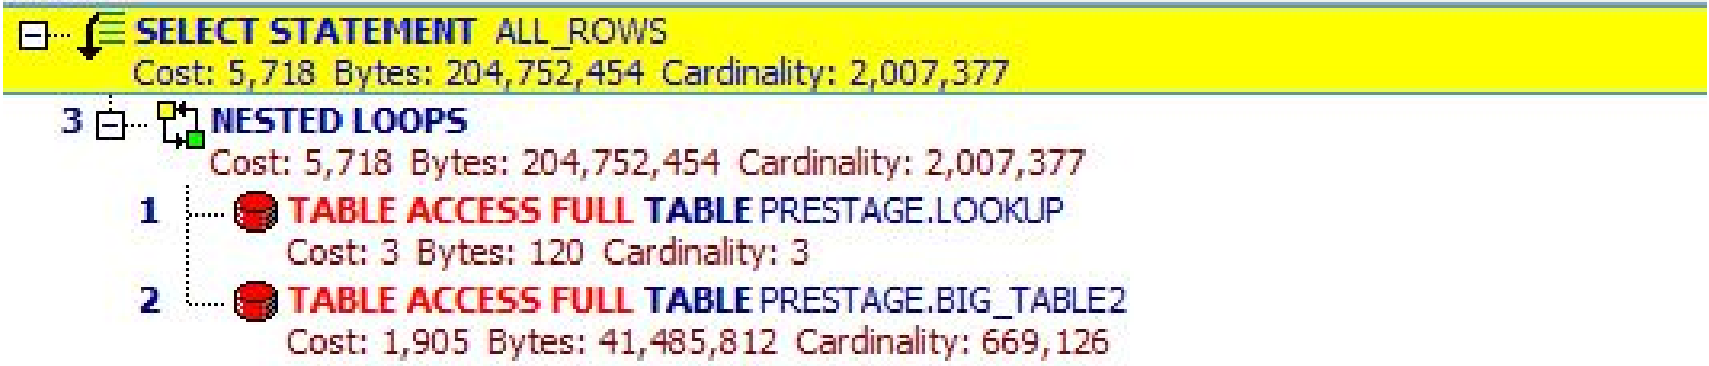 SELECT STATEMENT ALL_ROWS
Cost: 5,718 Bytes: 204,752,454 Cardinality: 2,007,377
3 NESTED LOOPS
Cost: 5,718 Bytes: 204,752,454 Cardinality: 2,007,377
1 TABLE ACCESS FULL TABLE PRESTAGE.LOOKUP
Cost: 3 Bytes: 120 Cardinality: 3
2 TABLE ACCESS FULL TABLE PRESTAGE.BIG_TABLE2
Cost: 1,905 Bytes: 41,485,812 Cardinality: 669,126